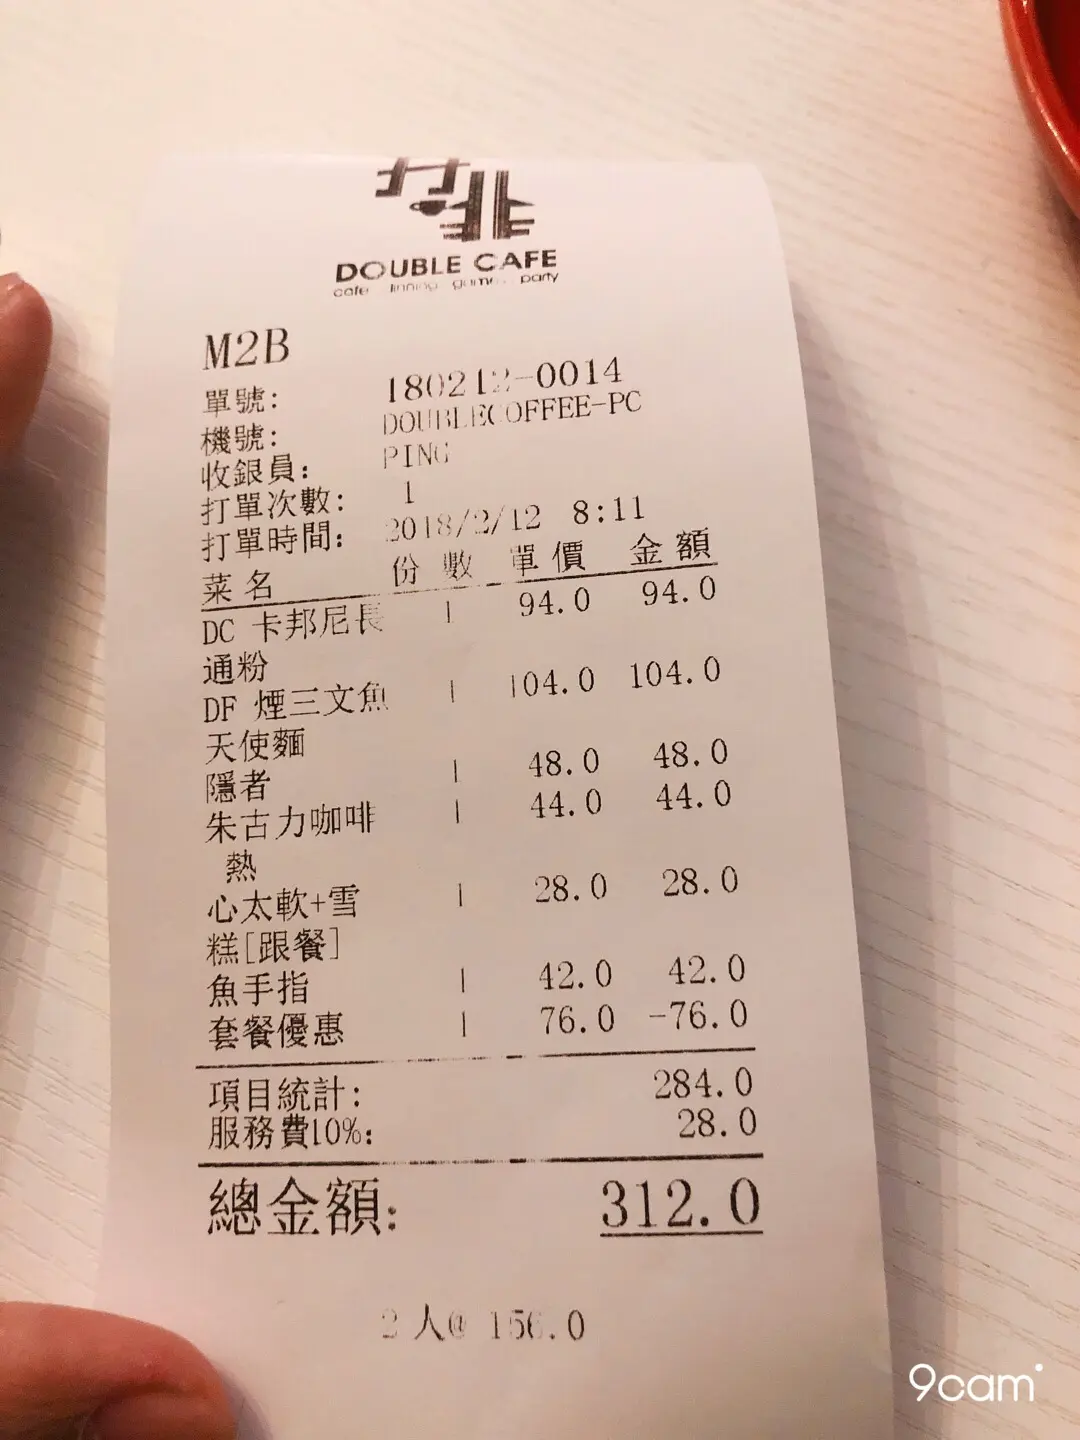 DOUBLE CAFE
cafe party
M2B
單號: 180212-0014
機號: DOUBLECOFFEE-PC
收銀員: PING
打單次數: 1
打單時間: 2018/2/12 8:11
菜名 份數 單價 金額
DC 卡邦尼長 1 94.0 94.0
通粉
DF 煙三文魚 1 104.0 104.0
天使麵
隱者 1 48.0 48.0
朱古力咖啡 1 44.0 44.0
熱
心太軟+雪 1 28.0 28.0
糕[跟餐]
魚手指 1 42.0 42.0
套餐優惠 1 76.0 -76.0
項目統計: 284.0
服務費10%: 28.0
總金額: 312.0
2 人@ 156.0
9cam